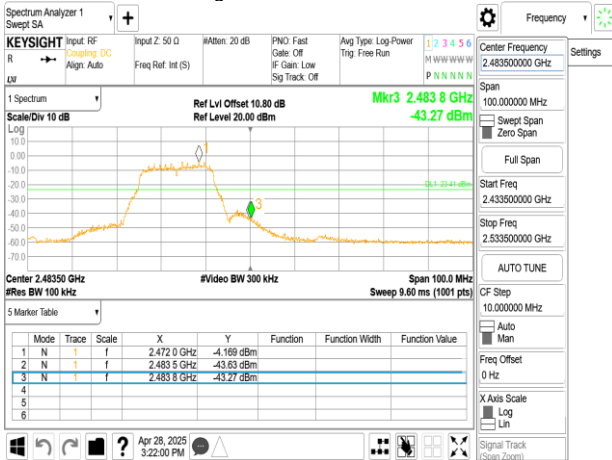 Spectrum Analyzer 1
Swept SA
+
Frequency
KEYSIGHT Input: RF Input Z: 50 Ω #Atten: 20 dB PNO: Fast Avg Type: Log-Power 1 2 3 4 5 6
R Coupling: DC Gate: Off Trig: Free Run
Align: Auto Freq Ref: Int (S) IF Gain: Low M W W W W W
Sig Track: Off P N N N N N
LXI
Center Frequency
2.483500000 GHz
Settings
1 Spectrum
Scale/Div 10 dB
Ref Lvl Offset 10.80 dB
Ref Level 20.00 dBm
Mkr3 2.483 8 GHz
-43.27 dBm
Log
10.0
0.00
-10.0
-20.0
-30.0
-40.0
-50.0
-60.0
-70.0
1
3
DL1 -23.41 dBm
Center 2.48350 GHz #Video BW 300 kHz Span 100.0 MHz
#Res BW 100 kHz Sweep 9.60 ms (1001 pts)
Span
100.000000 MHz
Swept Span
Zero Span
Full Span
Start Freq
2.433500000 GHz
Stop Freq
2.533500000 GHz
AUTO TUNE
CF Step
10.000000 MHz
Auto
Man
Freq Offset
0 Hz
X Axis Scale
Log
Lin
Signal Track
(Span Zoom)
5 Marker Table
Mode Trace Scale X Y Function Function Width Function Value
1 N 1 f 2.472 0 GHz -4.169 dBm
2 N 1 f 2.483 5 GHz -43.63 dBm
3 N 1 f 2.483 8 GHz -43.27 dBm
4
5
6
?
Apr 28, 2025
3:22:00 PM